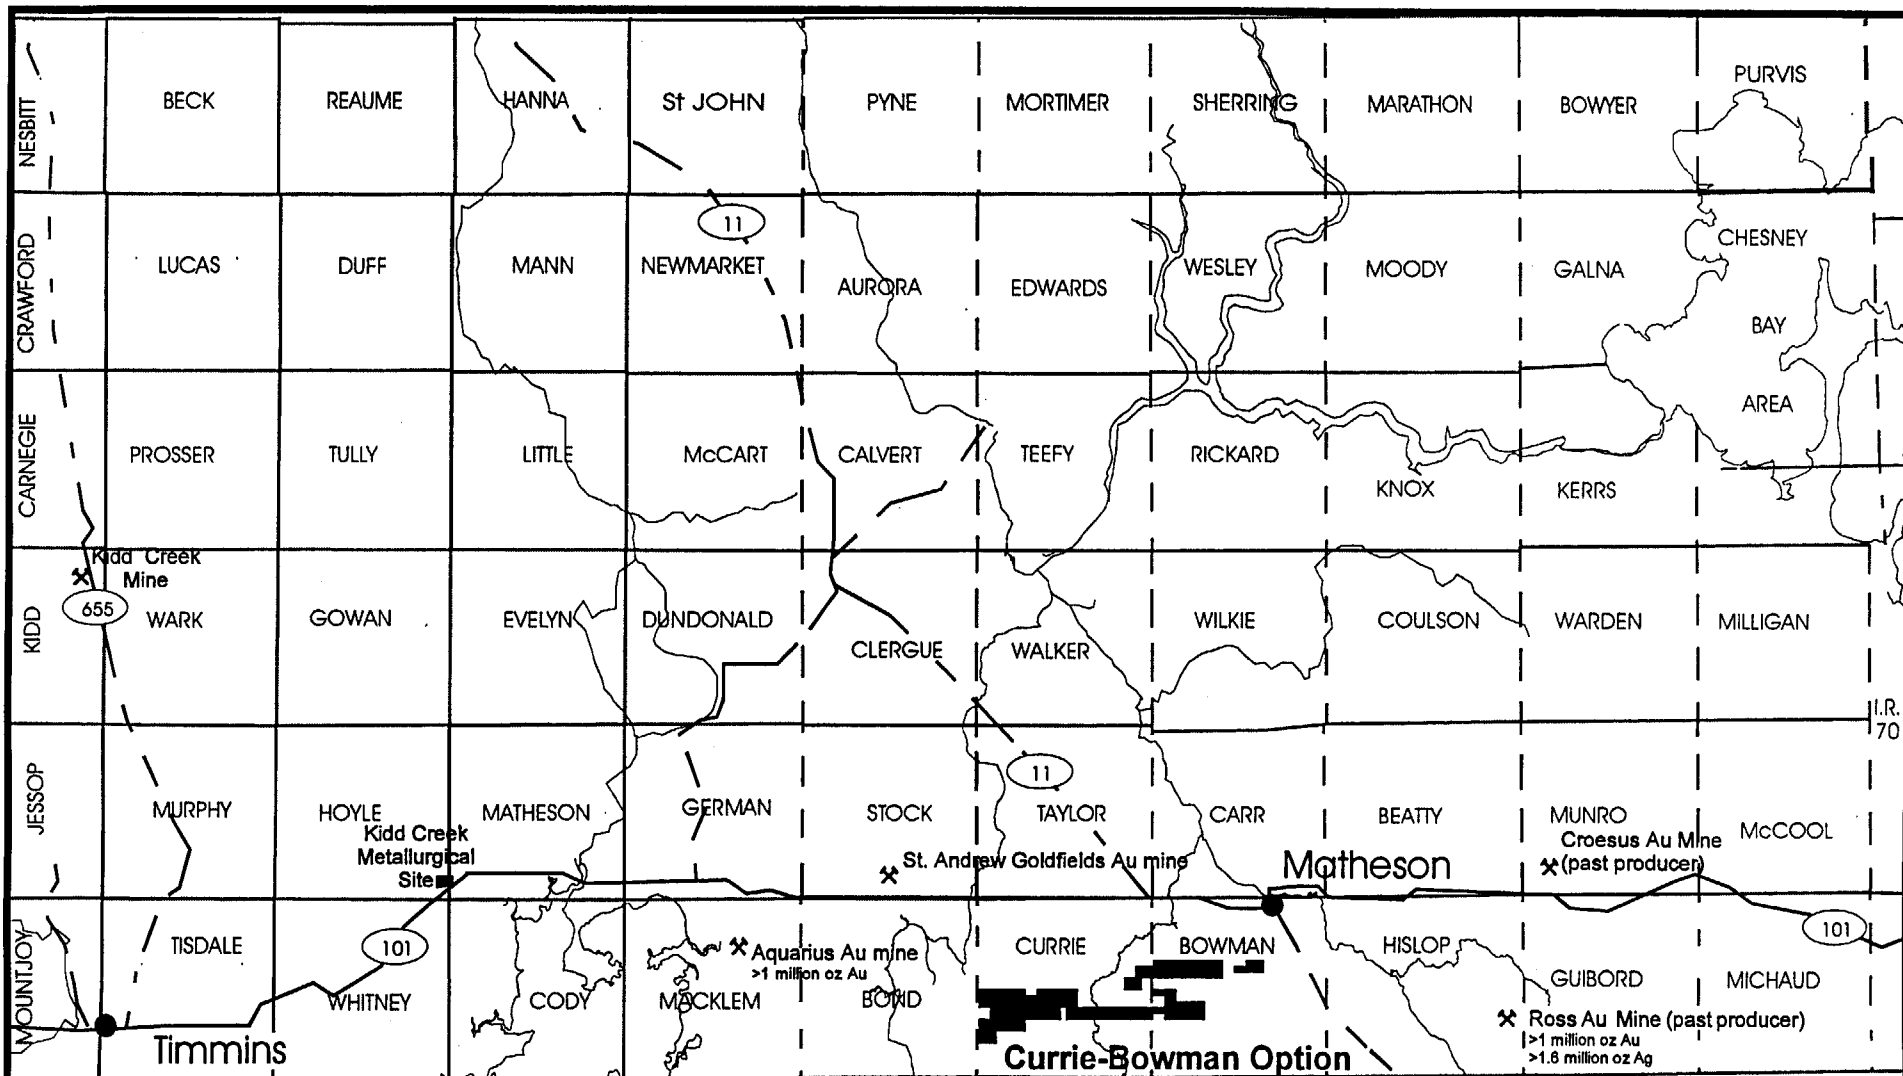 NESBITT
BECK
REAUME
HANNA
St JOHN
PYNE
MORTIMER
SHERRING
MARATHON
BOWYER
PURVIS
11
CRAWFORD
LUCAS
DUFF
MANN
NEWMARKET
AURORA
EDWARDS
WESLEY
MOODY
GALNA
CHESNEY
BAY
AREA
CARNEGIE
PROSSER
TULLY
LITTLE
McCART
CALVERT
TEEFY
RICKARD
KNOX
KERRS
Kidd Creek
Mine
655
KIDD
WARK
GOWAN
EVELYN
DUNDONALD
CLERGUE
WALKER
WILKIE
COULSON
WARDEN
MILLIGAN
I.R.
70
JESSOP
MURPHY
HOYLE
Kidd Creek
Metallurgical
Site
MATHESON
GERMAN
STOCK
St. Andrew Goldfields Au mine
11
TAYLOR
CARR
Matheson
BEATTY
MUNRO
Croesus Au Mine
(past producer)
McCOOL
101
MOUNTJOY
TISDALE
101
Timmins
WHITNEY
CODY
Aquarius Au mine
>1 million oz Au
MACKLEM
BOND
CURRIE
BOWMAN
Currie-Bowman Option
HISLOP
GUIBORD
MICHAUD
Ross Au Mine (past producer)
>1 million oz Au
>1.6 million oz Ag